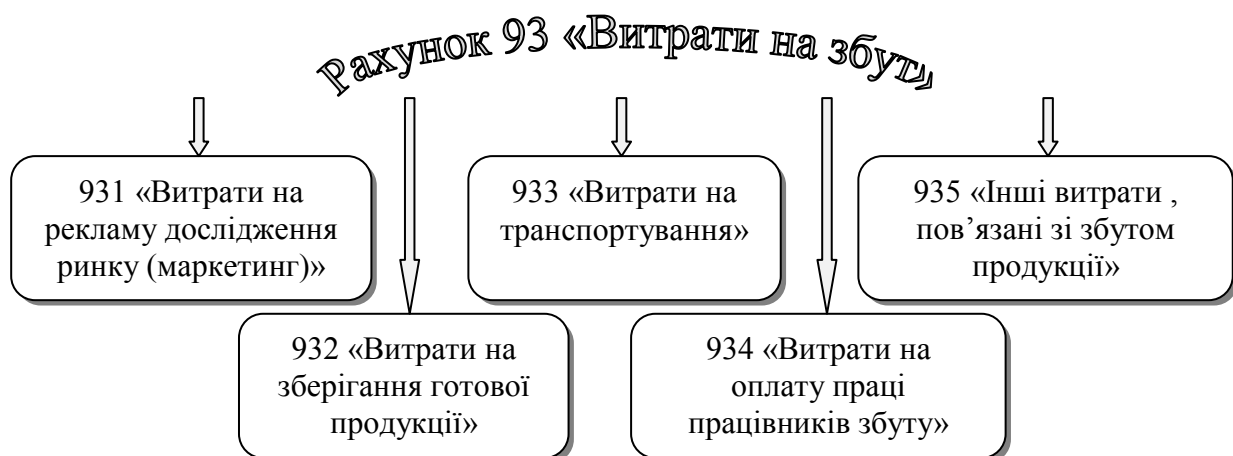 Рахунок 93 «Витрати на збут»
931 «Витрати на
рекламу дослідження
ринку (маркетинг)»
933 «Витрати на
транспортування»
935 «Інші витрати ,
пов’язані зі збутом
продукції»
932 «Витрати на
зберігання готової
продукції»
934 «Витрати на
оплату праці
працівників збуту»